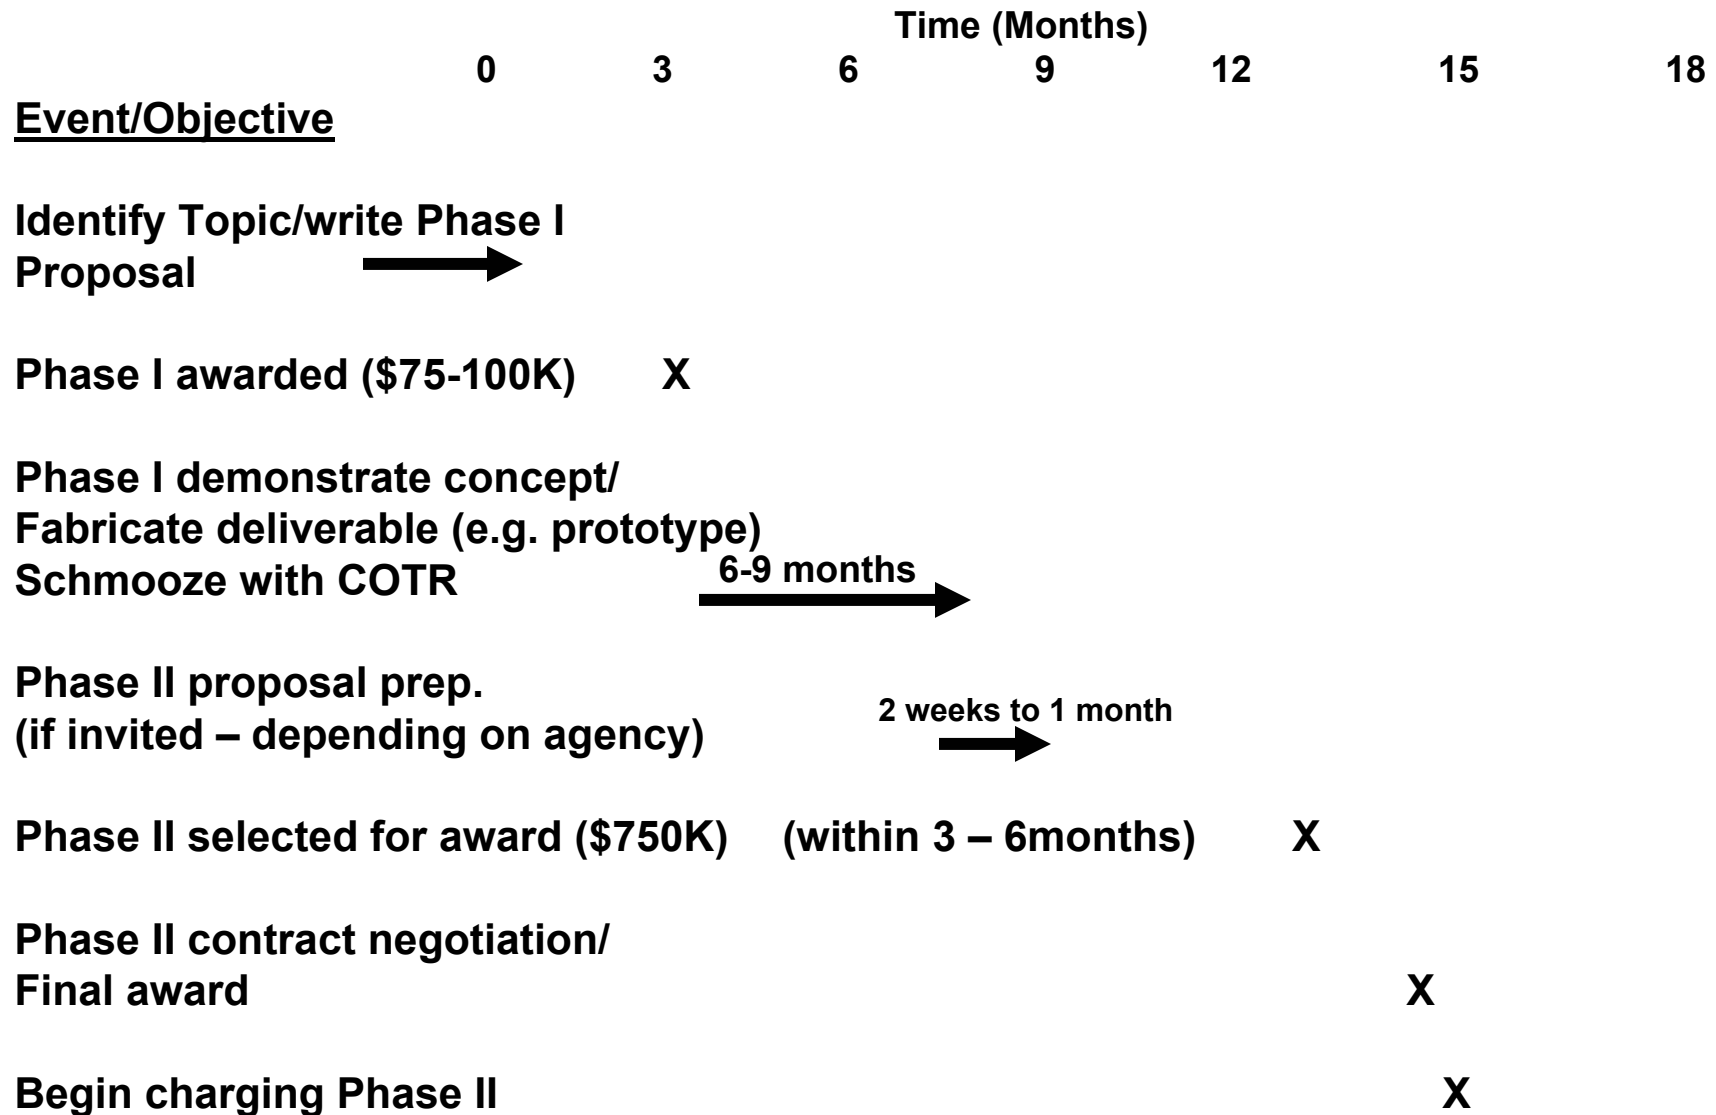 Time (Months)
0 3 6 9 12 15 18
Event/Objective
Identify Topic/write Phase I
Proposal
Phase I awarded ($75-100K) X
Phase I demonstrate concept/
Fabricate deliverable (e.g. prototype)
Schmooze with COTR 6-9 months
Phase II proposal prep.
(if invited – depending on agency) 2 weeks to 1 month
Phase II selected for award ($750K) (within 3 – 6months) X
Phase II contract negotiation/
Final award X
Begin charging Phase II X